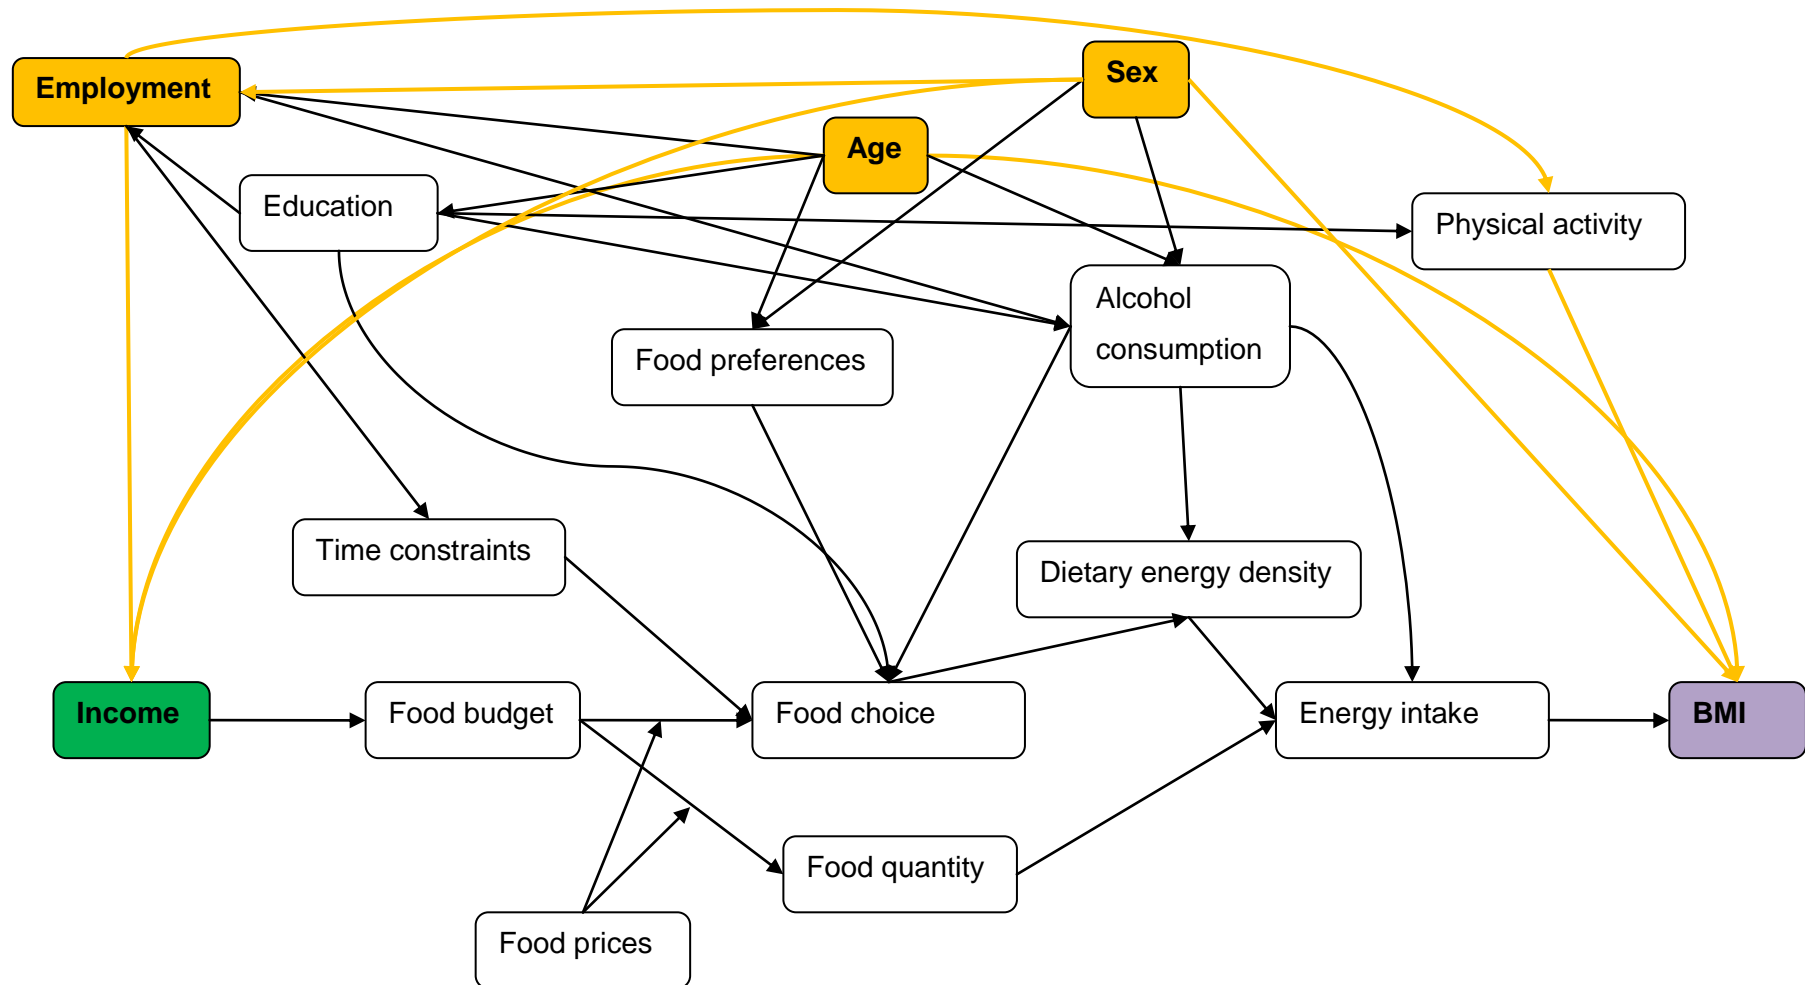 Sex
Employment
Age
Education
Physical activity
Alcohol
consumption
Food preferences
Time constraints
Dietary energy density
Income
Food budget
Food choice
Energy intake
BMI
Food quantity
Food prices